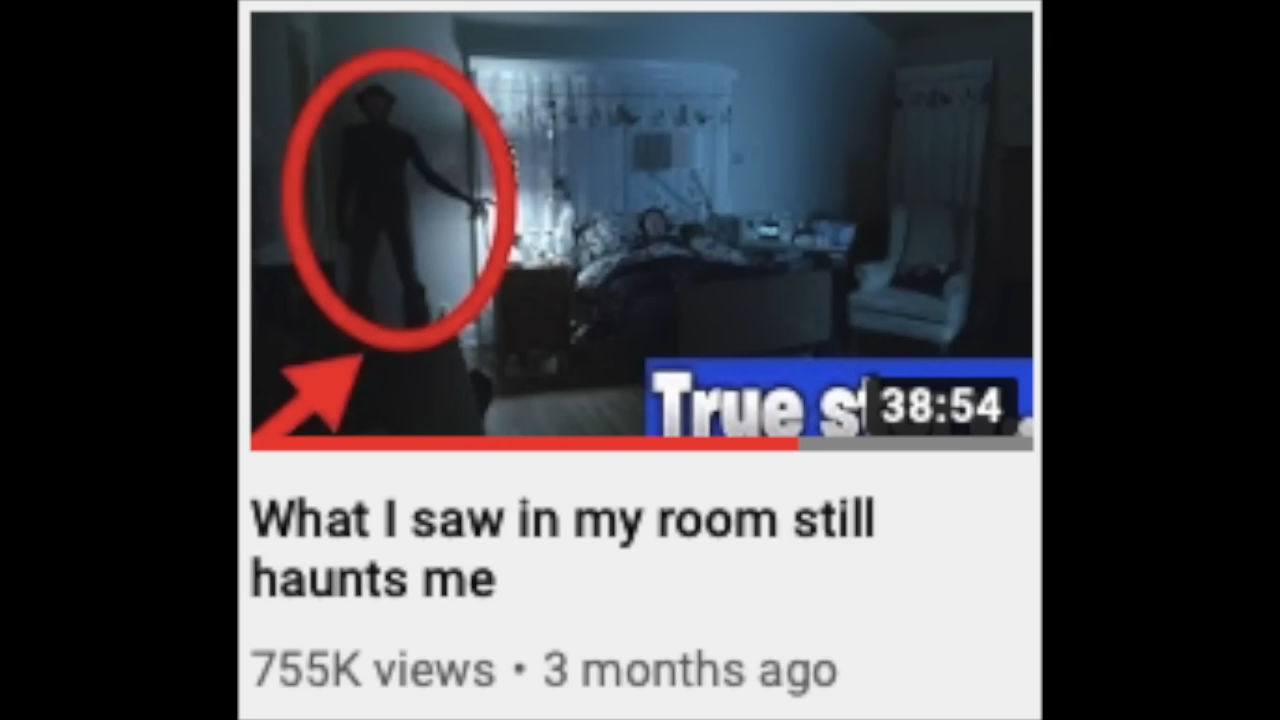 True
38:54
What I saw in my room still
haunts me
755K views • 3 months ago